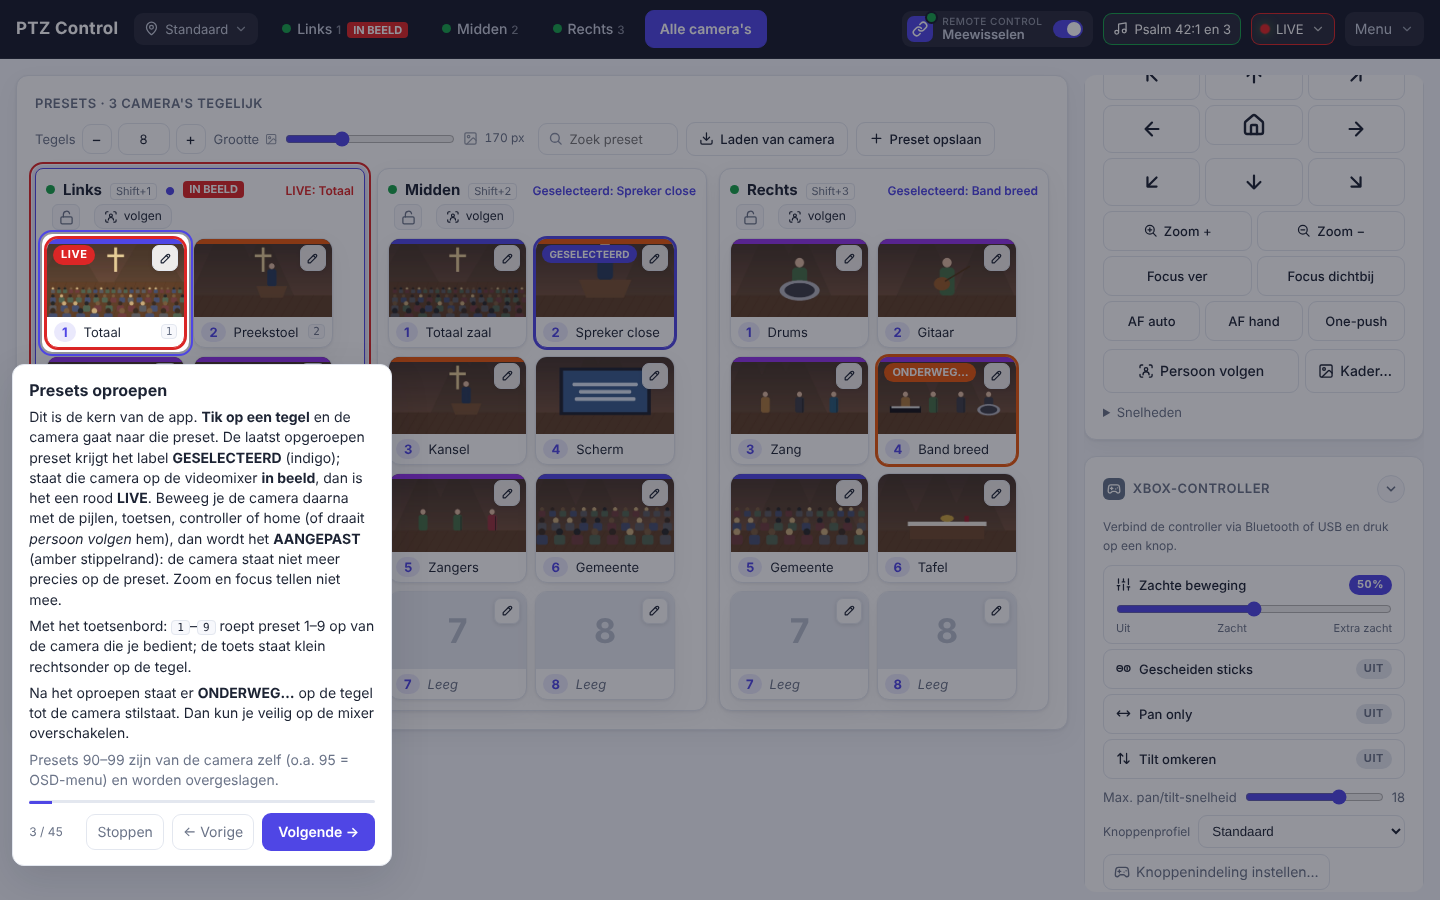 PTZ Control
Standaard
Links 1 IN BEELD
Midden 2
Rechts 3
Alle camera's
REMOTE CONTROL
Meewisselen
Psalm 42:1 en 3
LIVE
Menu
PRESETS · 3 CAMERA'S TEGELIJK
Tegels − 8 + Grootte 170 px
Zoek preset
Laden van camera
+ Preset opslaan
Links Shift+1 IN BEELD LIVE: Totaal
volgen
LIVE
1 Totaal 1
2 Preekstoel 2
Midden Shift+2 Geselecteerd: Spreker close
volgen
GESELECTEERD
1 Totaal zaal
2 Spreker close
3 Kansel
4 Scherm
5 Zangers
6 Gemeente
7
8
7 Leeg
8 Leeg
Rechts Shift+3 Geselecteerd: Band breed
volgen
1 Drums
2 Gitaar
ONDERWEG...
3 Zang
4 Band breed
5 Gemeente
6 Tafel
7
8
7 Leeg
8 Leeg
Presets oproepen
Dit is de kern van de app. Tik op een tegel en de
camera gaat naar die preset. De laatst opgeroepen
preset krijgt het label GESELECTEERD (indigo);
staat die camera op de videomixer in beeld, dan is
het een rood LIVE. Beweeg je de camera daarna
met de pijlen, toetsen, controller of home (of draait
persoon volgen hem), dan wordt het AANGEPAST
(amber stippelrand): de camera staat niet meer
precies op de preset. Zoom en focus tellen niet
mee.
Met het toetsenbord: 1–9 roept preset 1–9 op van
de camera die je bedient; de toets staat klein
rechtsonder op de tegel.
Na het oproepen staat er ONDERWEG... op de tegel
tot de camera stilstaat. Dan kun je veilig op de mixer
overschakelen.
Presets 90–99 zijn van de camera zelf (o.a. 95 =
OSD-menu) en worden overgeslagen.
3 / 45
Stoppen
← Vorige
Volgende →
Zoom +
Zoom −
Focus ver
Focus dichtbij
AF auto
AF hand
One-push
Persoon volgen
Kader...
Snelheden
XBOX-CONTROLLER
Verbind de controller via Bluetooth of USB en druk
op een knop.
Zachte beweging 50%
Uit Zacht Extra zacht
Gescheiden sticks UIT
Pan only UIT
Tilt omkeren UIT
Max. pan/tilt-snelheid 18
Knoppenprofiel Standaard
Knoppenindeling instellen...